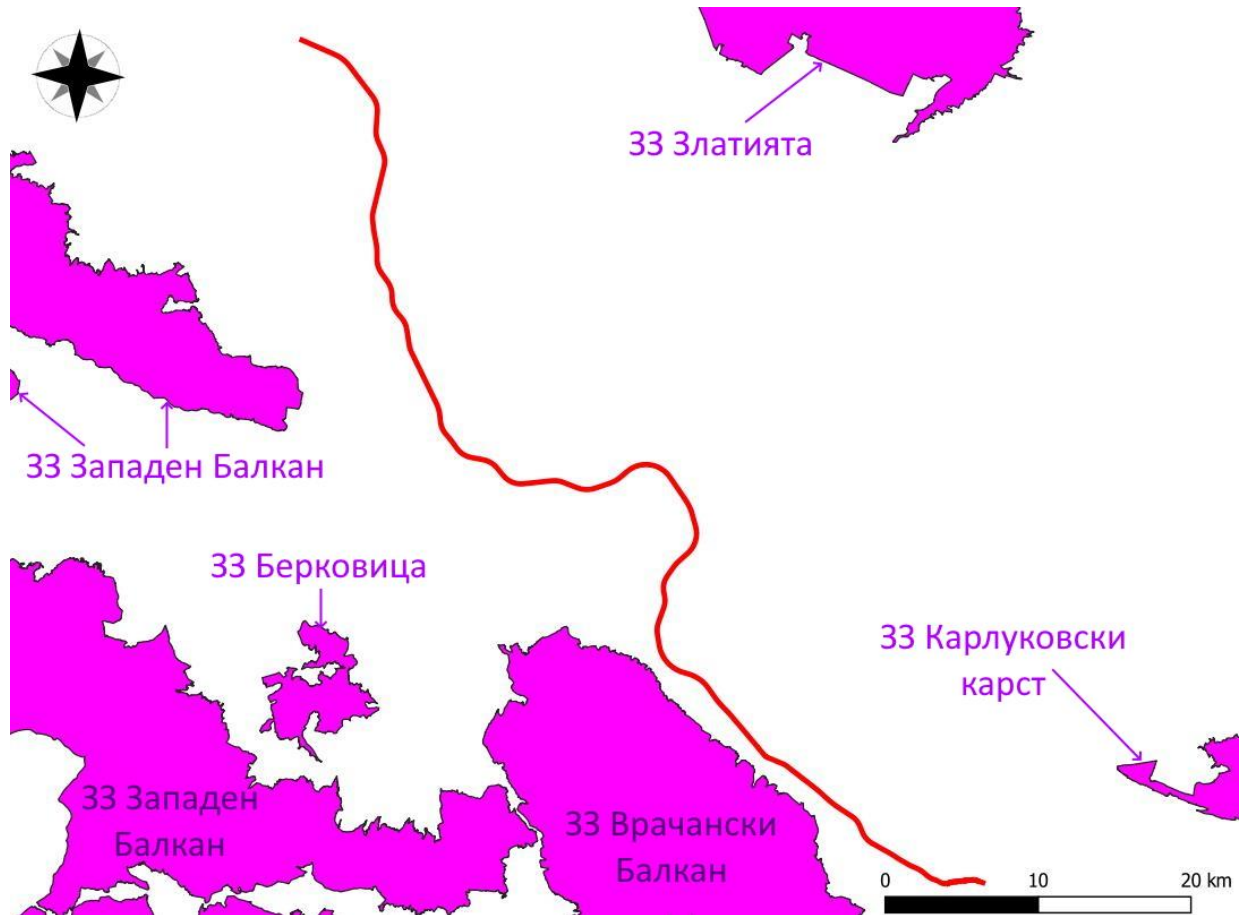 ЗЗ Златията
ЗЗ Западен Балкан
ЗЗ Берковица
ЗЗ Карлуковски
карст
ЗЗ Западен
Балкан
ЗЗ Врачански
Балкан
0 10 20 km